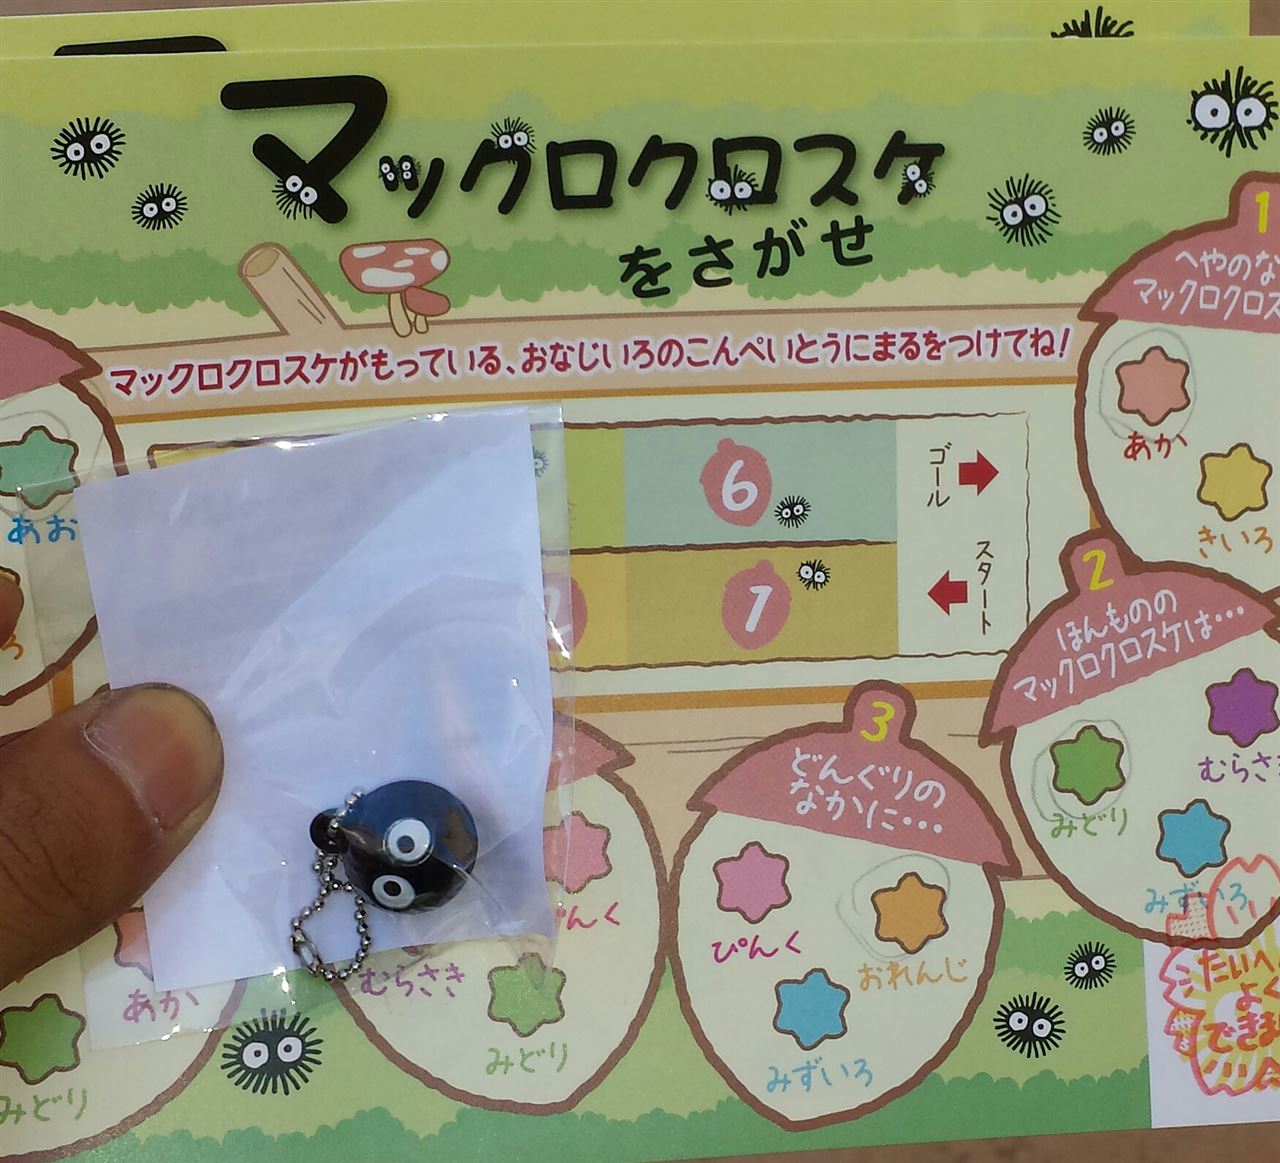 マックロクロスケ
をさがせ
マックロクロスケがもっている、おなじいろのこんぺいとうにまるをつけてね!
6
ゴール
1
スタート
1
へやのな
マックロクロス
あか
きいろ
2
ほんものの
マックロクロスケは…
むらさき
みどり
みずいろ
3
どんぐりの
なかに…
ぴんく
おれんじ
みずいろ
んく
むらさき
みどり
あお
ろ
あか
みどり
たいへん
よく
できま